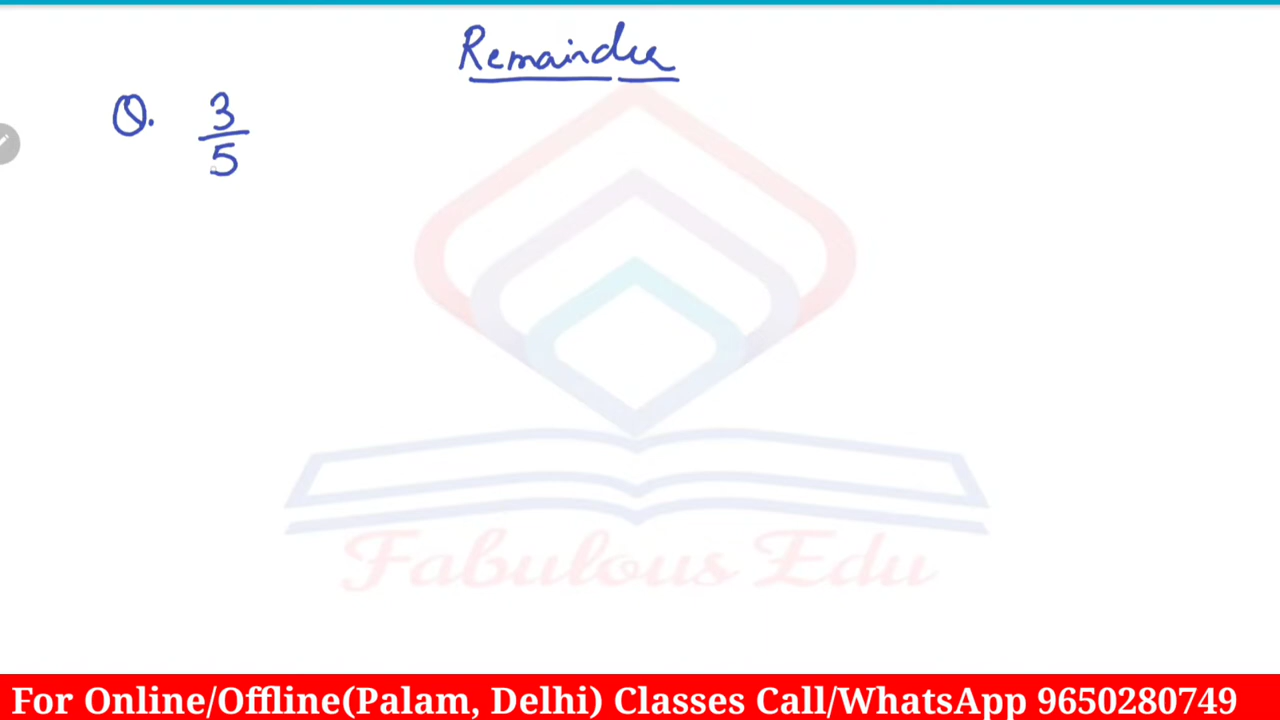 Remainder
Q. 3
5
Fabulous Edu
For Online/Offline(Palam, Delhi) Classes Call/WhatsApp 9650280749